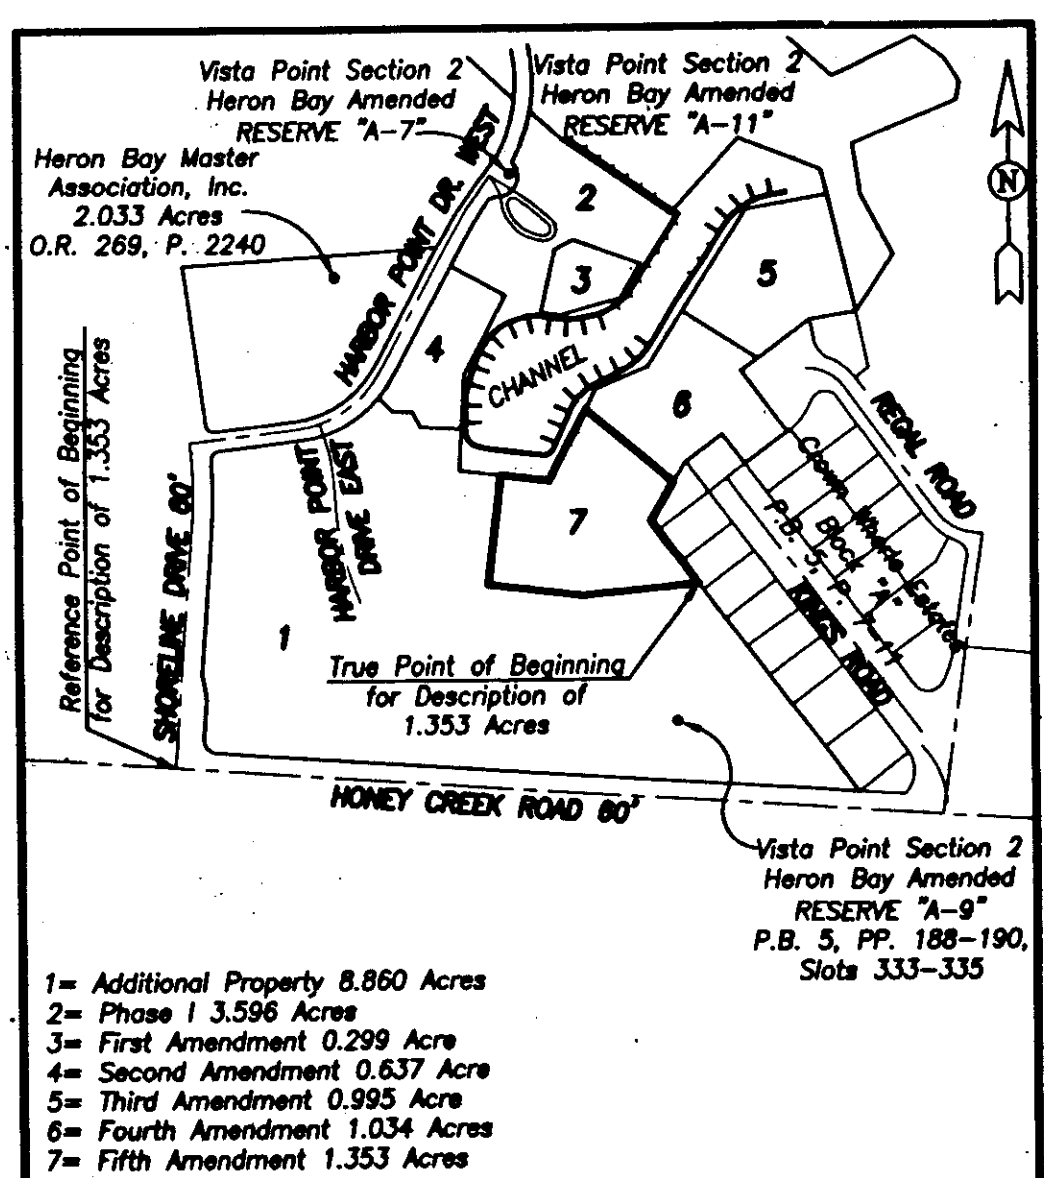 Vista Point Section 2
Heron Bay Amended
RESERVE "A-7"
Vista Point Section 2
Heron Bay Amended
RESERVE "A-11"
Heron Bay Master
Association, Inc.
2.033 Acres
O.R. 269, P. 2240
HARBOR POINT DR. WEST
N
2
3
5
4
CHANNEL
6
7
1
REGAL ROAD
Reference Point of Beginning
for Description of 1.353 Acres
SHORELINE DRIVE 60'
HARBOR POINT
DRIVE EAST
Crown Wheels Estates
Block "A"
P.B. 5, P. 7-11
KINGS ROAD
True Point of Beginning
for Description of
1.353 Acres
HONEY CREEK ROAD 60'
Vista Point Section 2
Heron Bay Amended
RESERVE "A-9"
P.B. 5, PP. 188-190,
Slots 333-335
1= Additional Property 8.860 Acres
2= Phase I 3.596 Acres
3= First Amendment 0.299 Acre
4= Second Amendment 0.637 Acre
5= Third Amendment 0.995 Acre
6= Fourth Amendment 1.034 Acres
7= Fifth Amendment 1.353 Acres